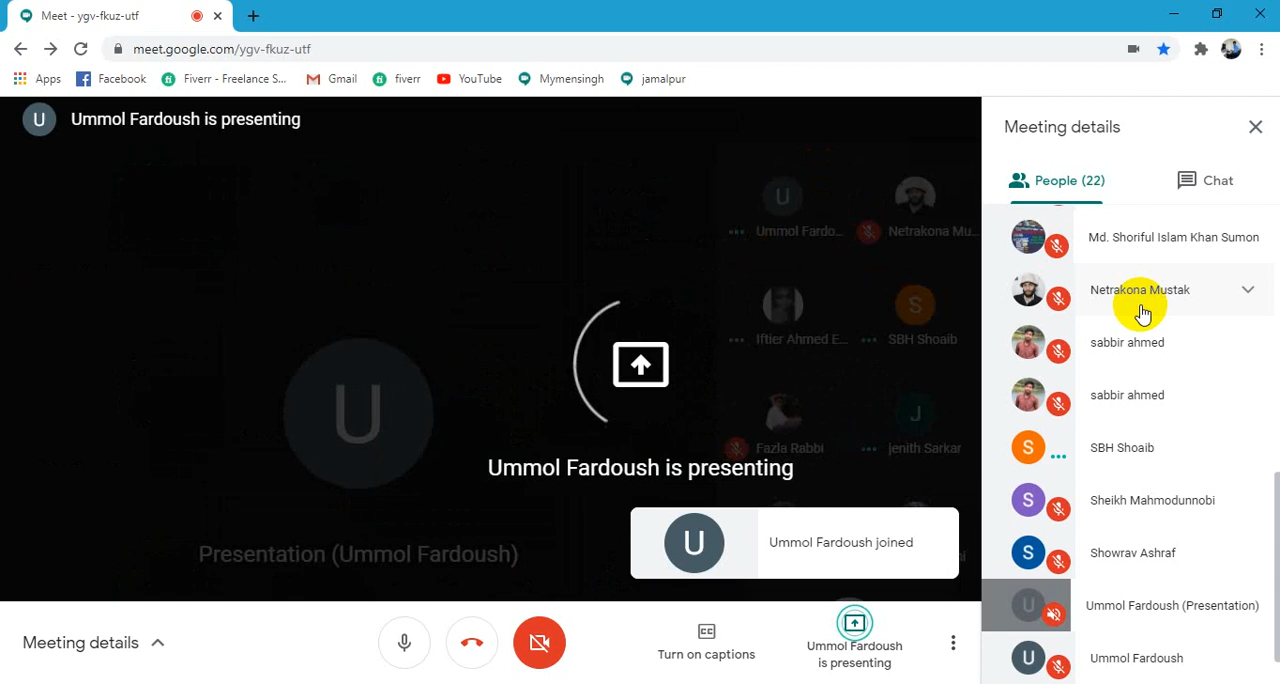 Meet - ygv-fkuz-utf
meet.google.com/ygv-fkuz-utf
Apps Facebook Fiverr - Freelance S... Gmail fiverr YouTube Mymensingh jamalpur
U Ummol Fardoush is presenting
U
Ummol Fardo... Netrakona Mu...
S
Iftier Ahmed E... SBH Shoaib
J
Fazla Rabbi jenith Sarkar
U
Ummol Fardoush is presenting
Presentation (Ummol Fardoush)
U Ummol Fardoush joined
Meeting details
Turn on captions
Ummol Fardoush
is presenting
Meeting details
People (22) Chat
Md. Shoriful Islam Khan Sumon
Netrakona Mustak
sabbir ahmed
sabbir ahmed
S SBH Shoaib
S Sheikh Mahmodunnobi
S Showrav Ashraf
U Ummol Fardoush (Presentation)
U Ummol Fardoush